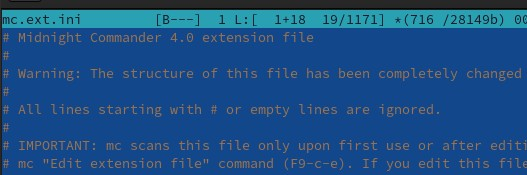 mc.ext.ini [B---] 1 L:[ 1+18 19/1171] *(716 /28149b) 00
# Midnight Commander 4.0 extension file
#
# Warning: The structure of this file has been completely changed
#
# All lines starting with # or empty lines are ignored.
#
# IMPORTANT: mc scans this file only upon first use or after editi
# mc "Edit extension file" command (F9-c-e). If you edit this file